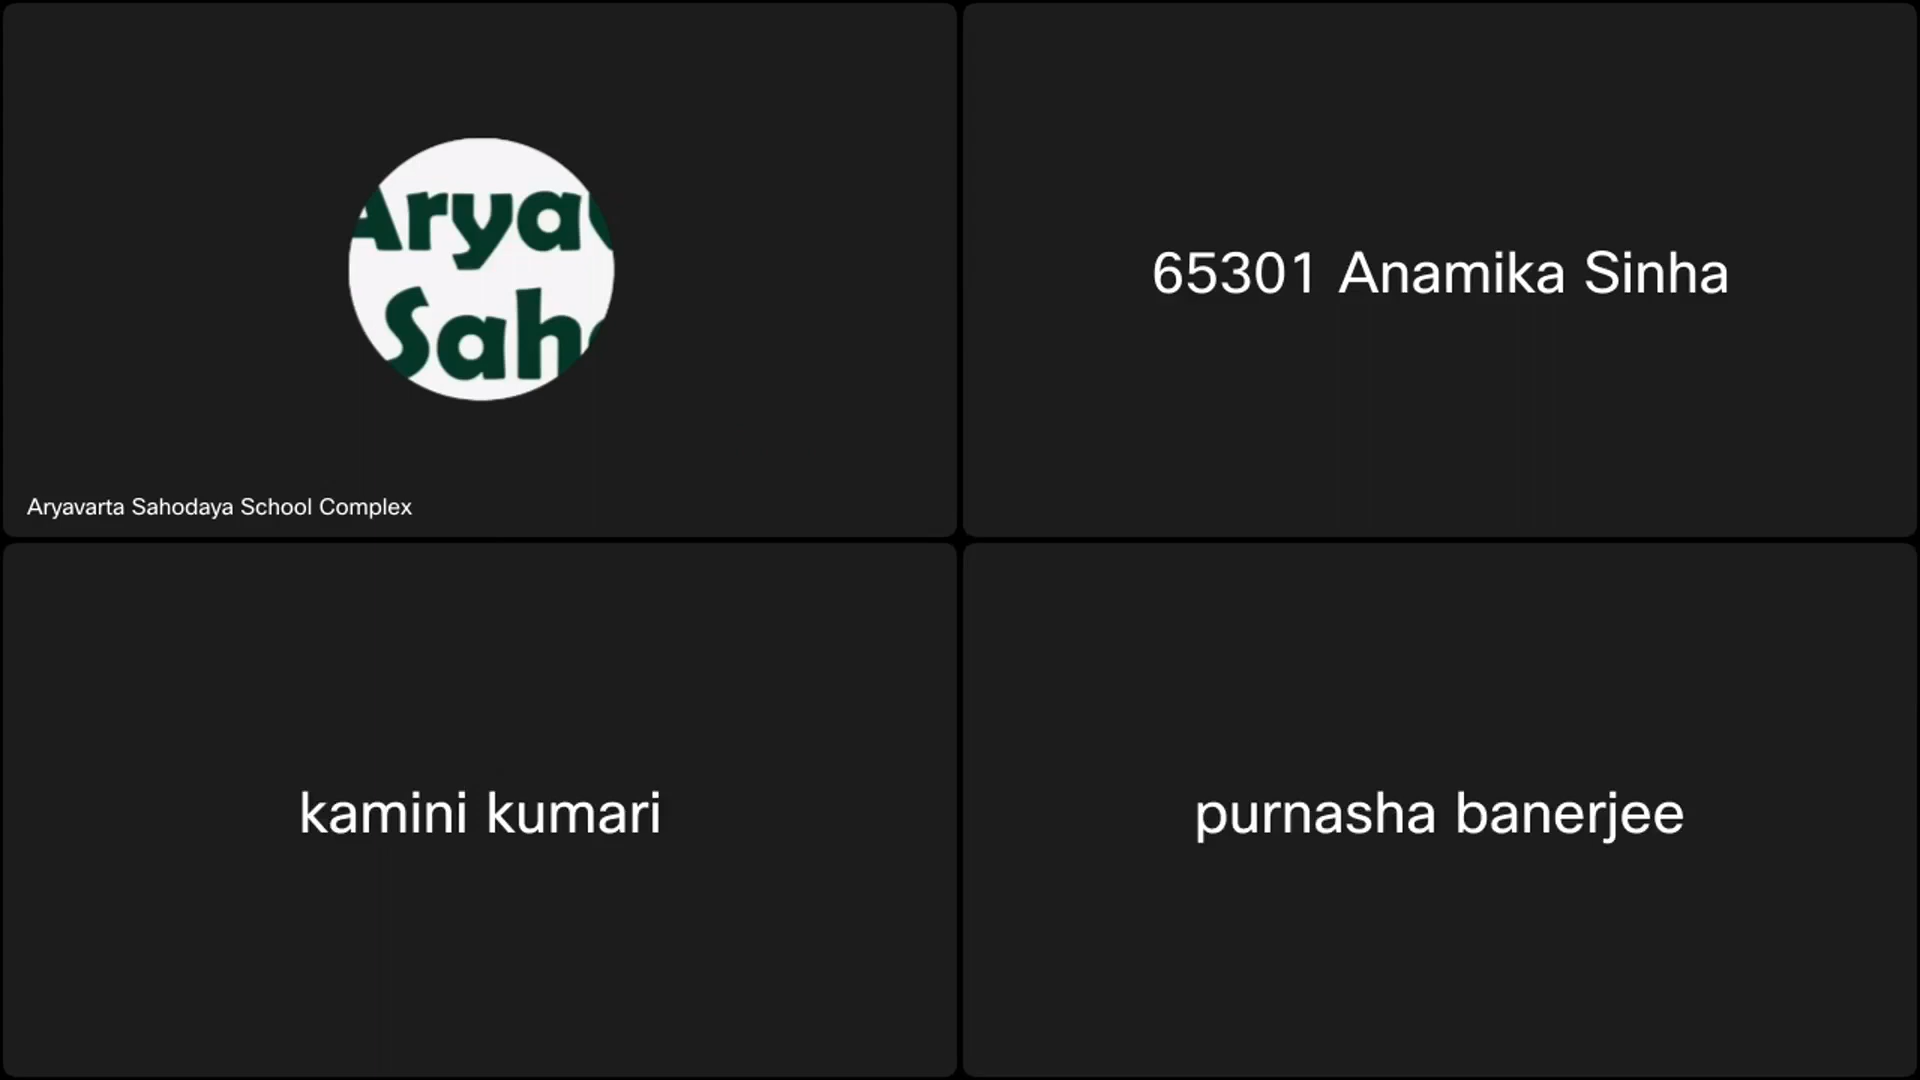 Arya
Sah
Aryavarta Sahodaya School Complex
65301 Anamika Sinha
kamini kumari
purnasha banerjee